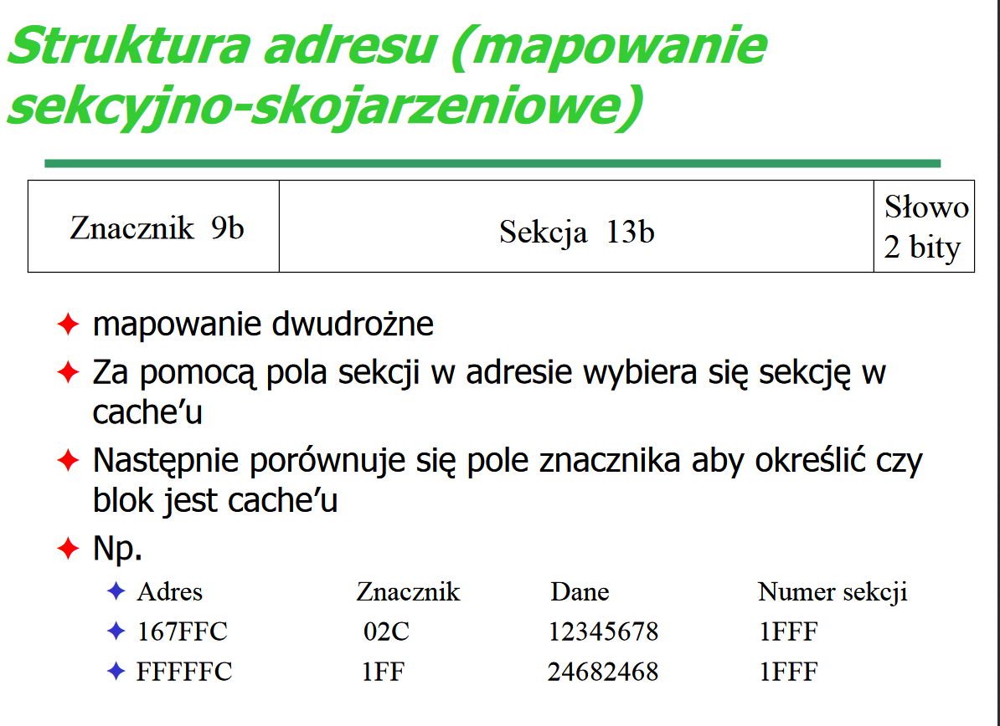 Struktura adresu (mapowanie
sekcyjno-skojarzeniowe)
Znacznik 9b
Sekcja 13b
Słowo
2 bity
mapowanie dwudrożne
Za pomocą pola sekcji w adresie wybiera się sekcję w
cache’u
Następnie porównuje się pole znacznika aby określić czy
blok jest cache’u
Np.
Adres Znacznik Dane Numer sekcji
167FFC 02C 12345678 1FFF
FFFFFC 1FF 24682468 1FFF